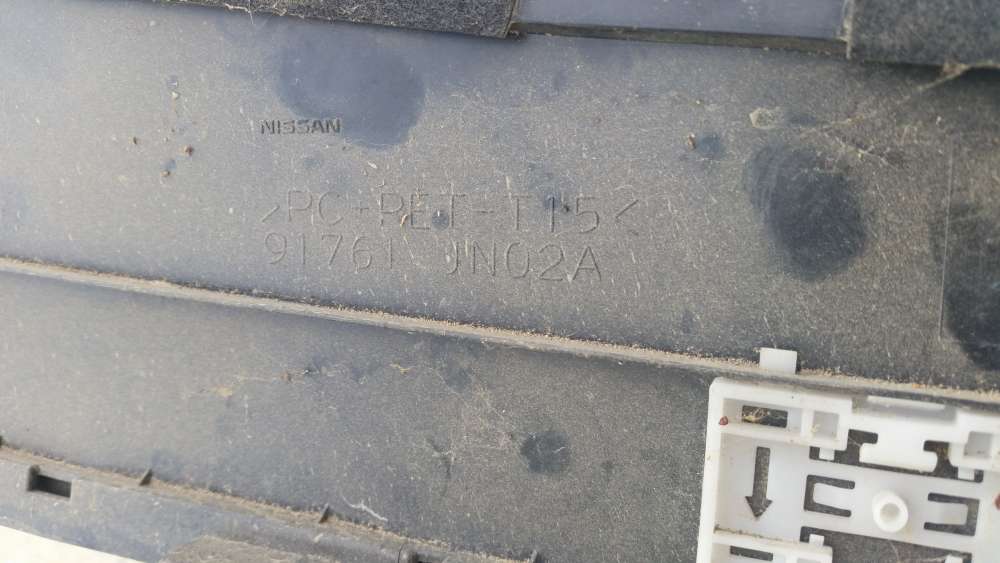 NISSAN
>PC+PET-T15<
91761 JN02A